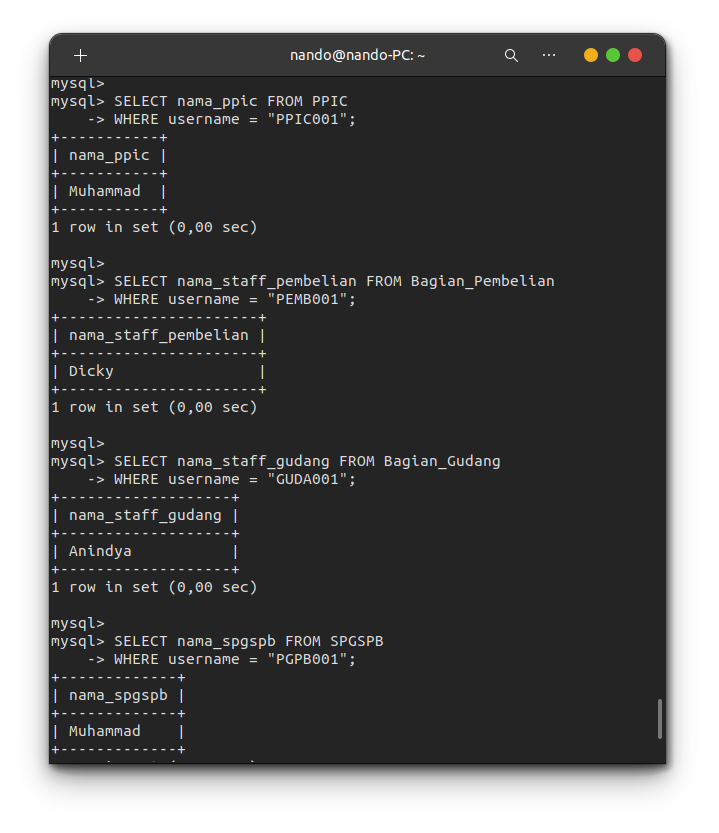 nando@nando-PC: ~
mysql>
mysql> SELECT nama_ppic FROM PPIC
    -> WHERE username = "PPIC001";
+-----------+
| nama_ppic |
+-----------+
| Muhammad  |
+-----------+
1 row in set (0,00 sec)

mysql>
mysql> SELECT nama_staff_pembelian FROM Bagian_Pembelian
    -> WHERE username = "PEMB001";
+----------------------+
| nama_staff_pembelian |
+----------------------+
| Dicky                |
+----------------------+
1 row in set (0,00 sec)

mysql>
mysql> SELECT nama_staff_gudang FROM Bagian_Gudang
    -> WHERE username = "GUDA001";
+-------------------+
| nama_staff_gudang |
+-------------------+
| Anindya           |
+-------------------+
1 row in set (0,00 sec)

mysql>
mysql> SELECT nama_spgspb FROM SPGSPB
    -> WHERE username = "PGPB001";
+-------------+
| nama_spgspb |
+-------------+
| Muhammad    |
+-------------+